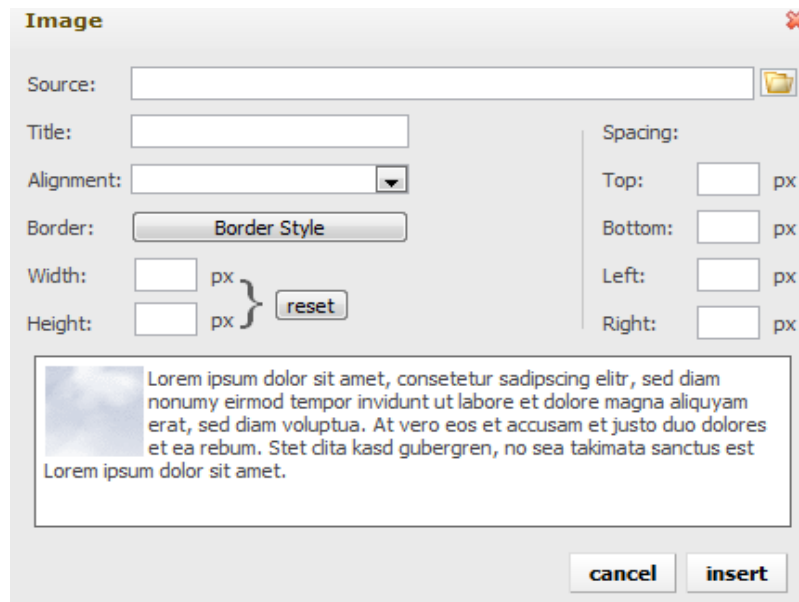 Image
Source:
Title:
Spacing:
Alignment:
Top: px
Border: Border Style
Bottom: px
Width: px
Left: px
reset
Height: px
Right: px
Lorem ipsum dolor sit amet, consetetur sadipscing elitr, sed diam
nonumy eirmod tempor invidunt ut labore et dolore magna aliquyam
erat, sed diam voluptua. At vero eos et accusam et justo duo dolores
et ea rebum. Stet clita kasd gubergren, no sea takimata sanctus est
Lorem ipsum dolor sit amet.
cancel insert